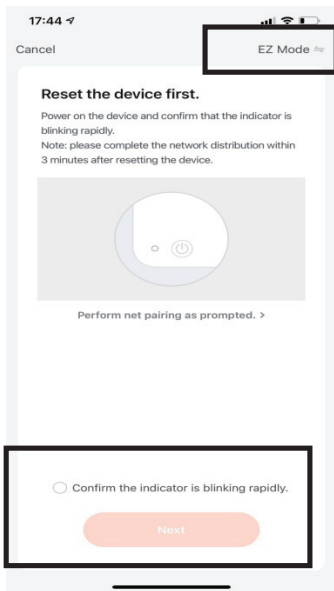 17:44
Cancel
EZ Mode
Reset the device first.
Power on the device and confirm that the indicator is
blinking rapidly.
Note: please complete the network distribution within
3 minutes after resetting the device.
Perform net pairing as prompted. >
Confirm the indicator is blinking rapidly.
Next